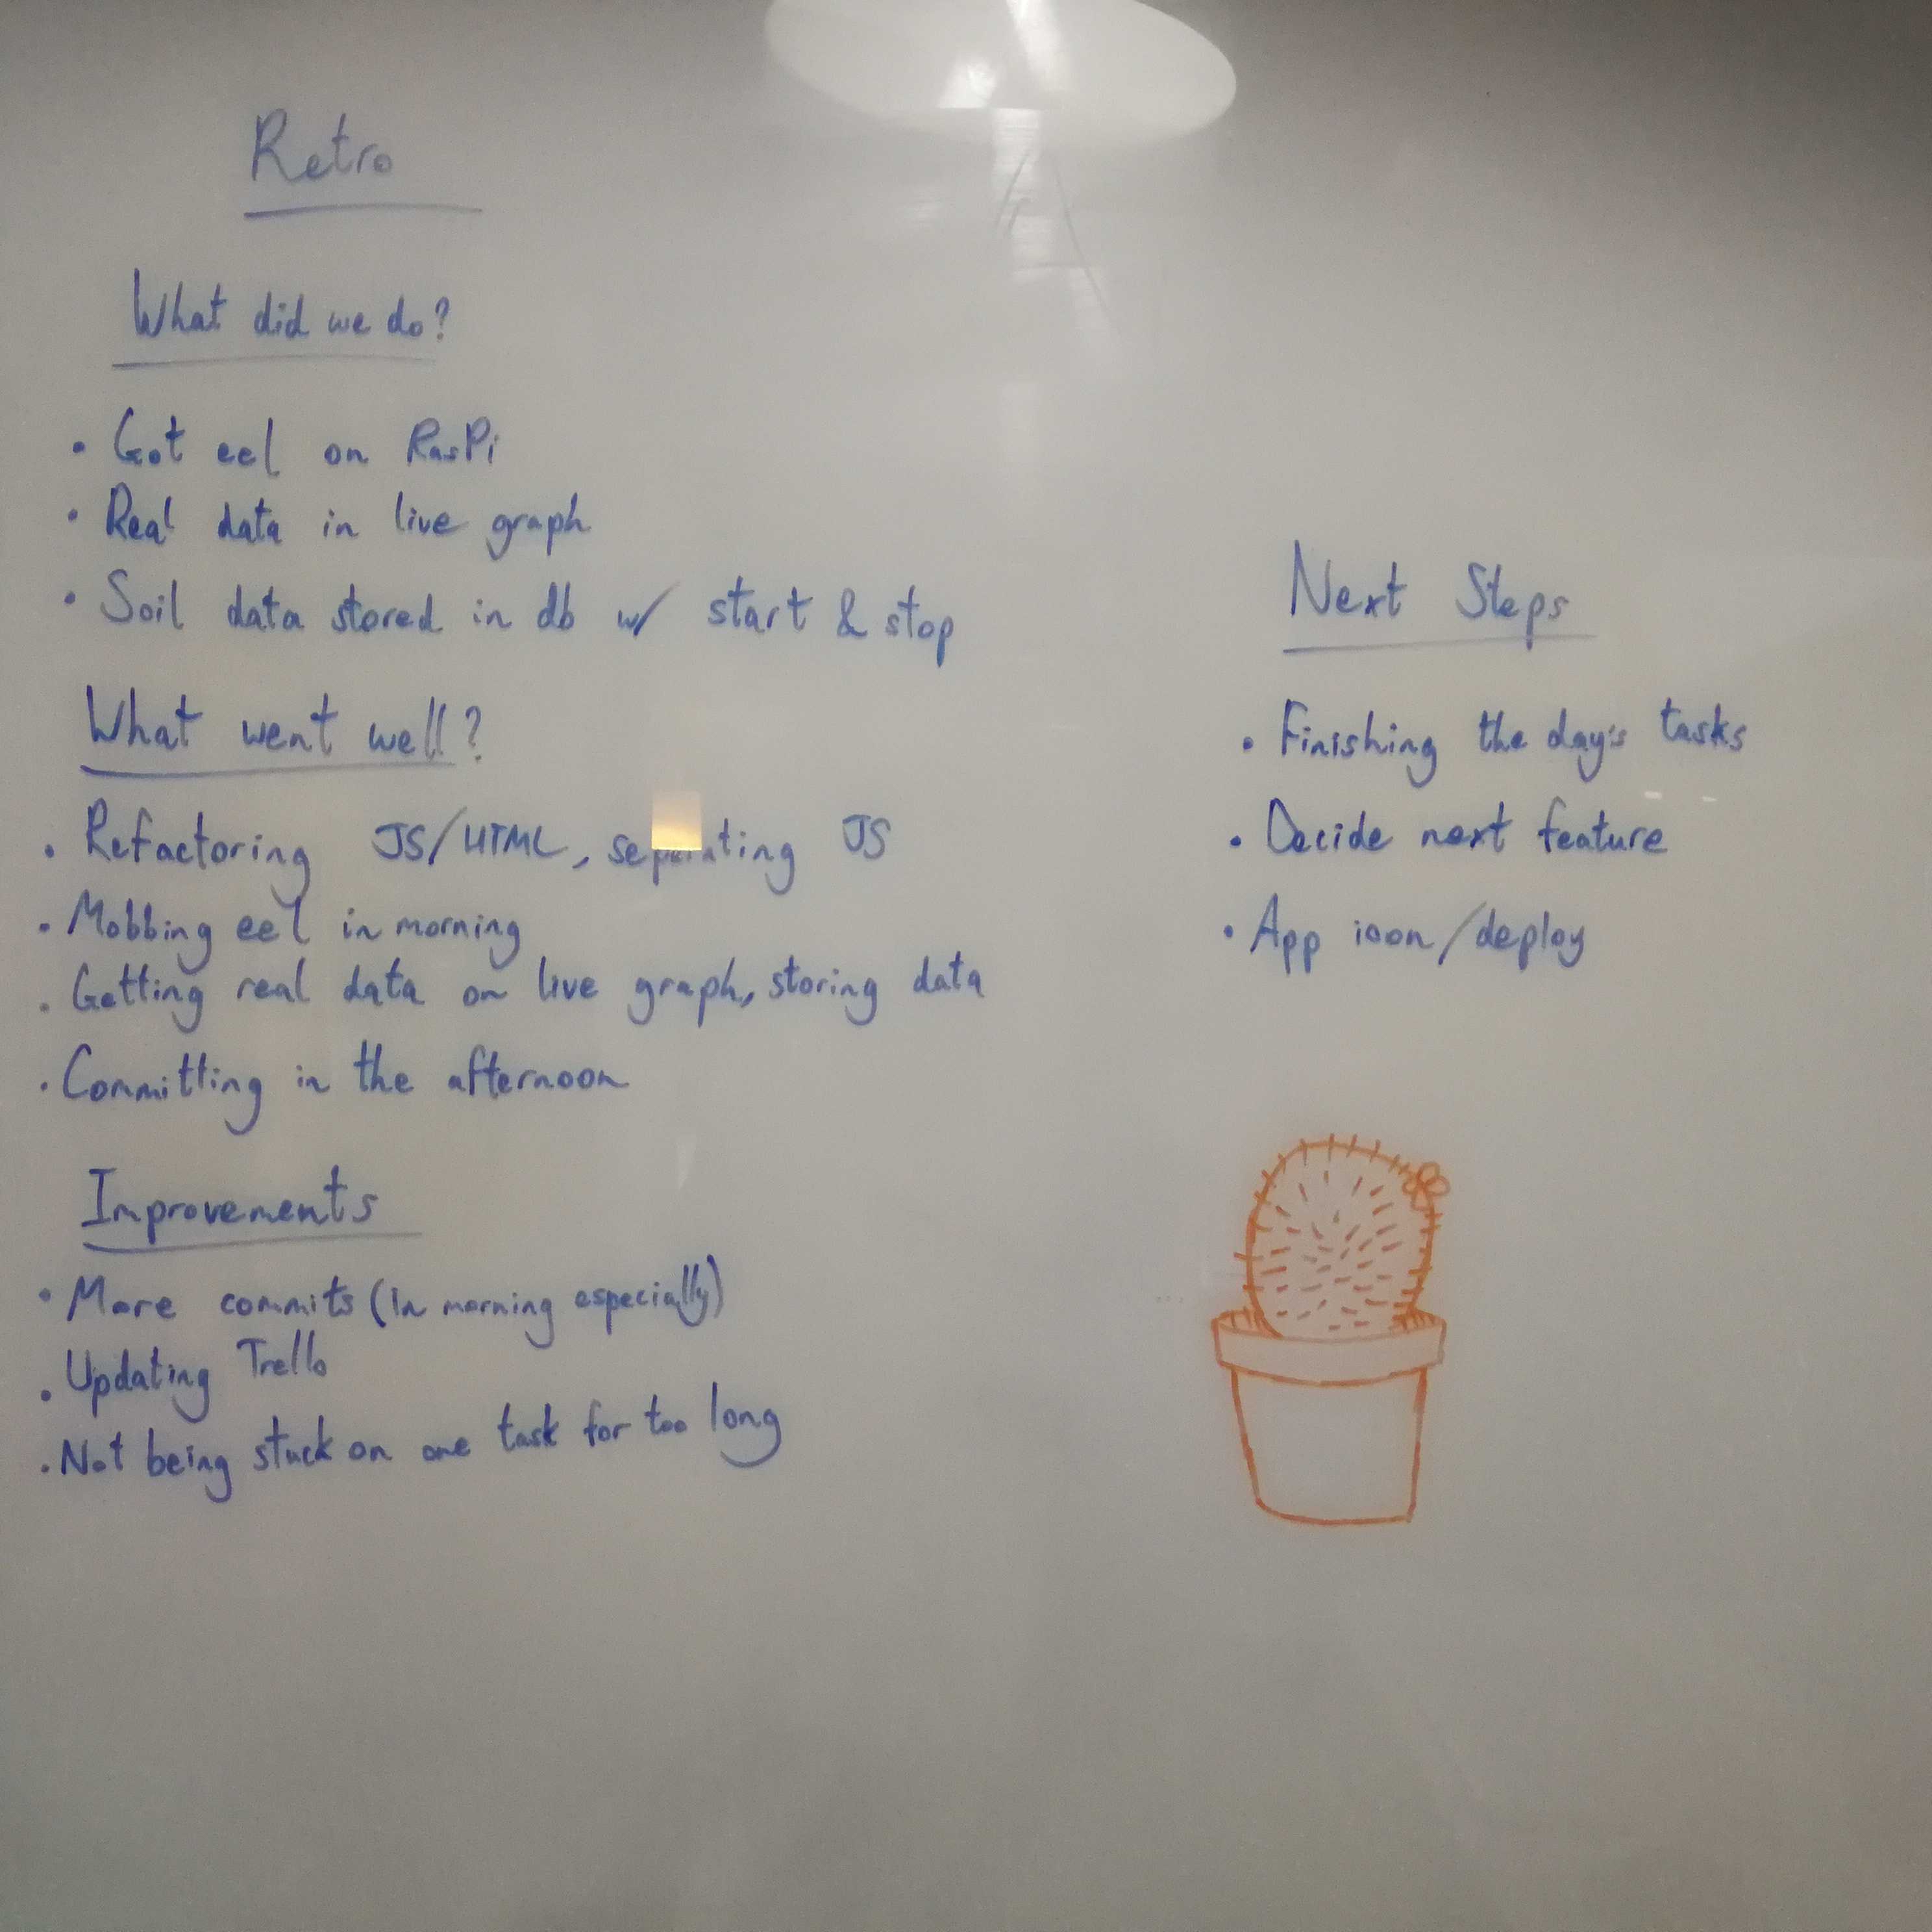 Retro
What did we do?
• Got eel on RasPi
• Real data in live graph
• Soil data stored in db w/ start & stop
What went well?
• Refactoring JS/HTML, separating JS
• Mobbing eel in morning
• Getting real data on live graph, storing data
• Committing in the afternoon
Improvements
• More commits (in morning especially)
• Updating Trello
• Not being stuck on one task for too long
Next Steps
• Finishing the day's tasks
• Decide next feature
• App icon/deploy